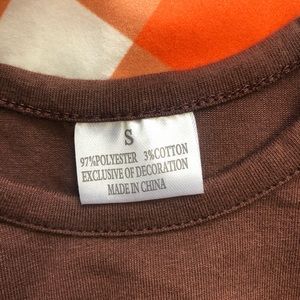 S
97%POLYESTER 3%COTTON
EXCLUSIVE OF DECORATION
MADE IN CHINA